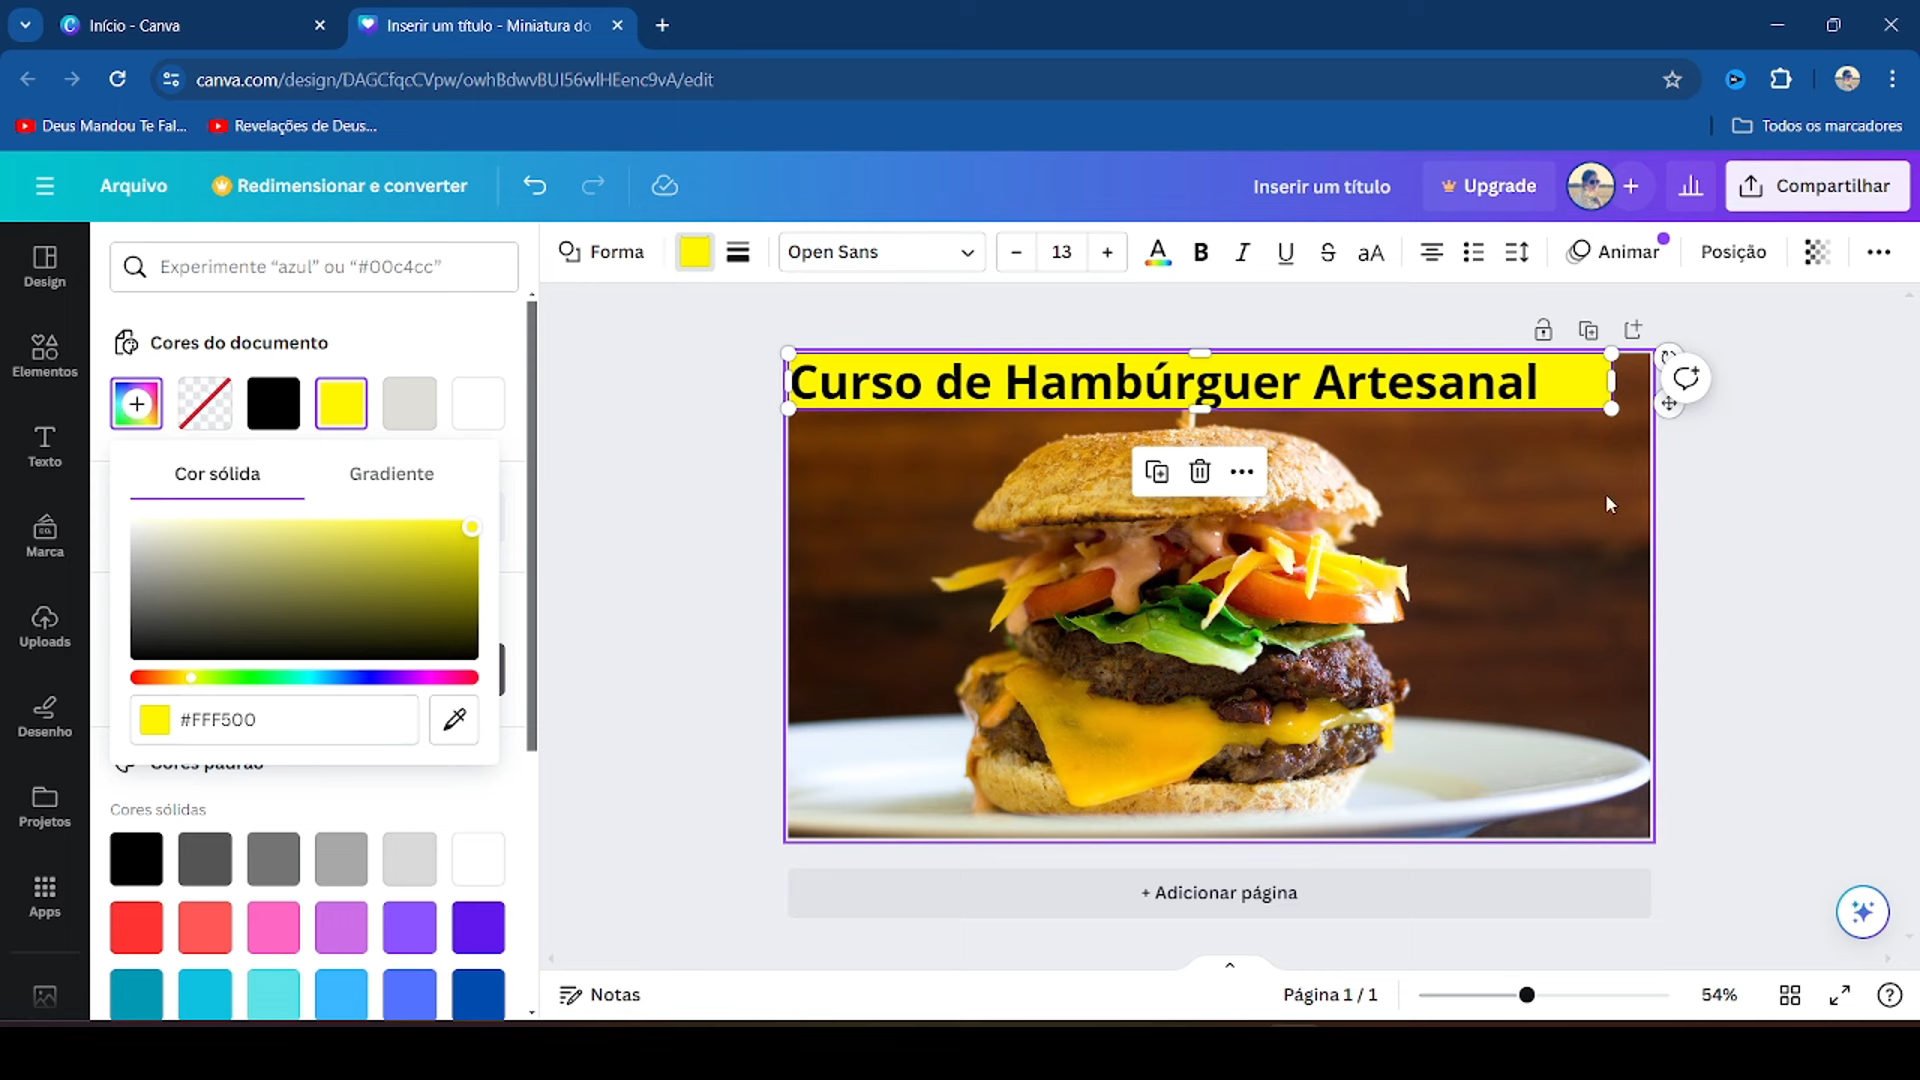 Início - Canva
Inserir um título - Miniatura do
canva.com/design/DAGCfqcCVpw/owhBdwvBUI56wlHEenc9vA/edit
Deus Mandou Te Fal...
Revelações de Deus...
Todos os marcadores
Arquivo
Redimensionar e converter
Inserir um título
Upgrade
Compartilhar
Design
Elementos
Texto
Marca
Uploads
Desenho
Projetos
Apps
Experimente “azul” ou “#00c4cc”
Forma
Open Sans
13
A
B
I
U
S
aA
Animar
Posição
Cores do documento
Cor sólida
Gradiente
#FFF500
Cores padrão
Cores sólidas
Curso de Hambúrguer Artesanal
+ Adicionar página
Notas
Página 1 / 1
54%